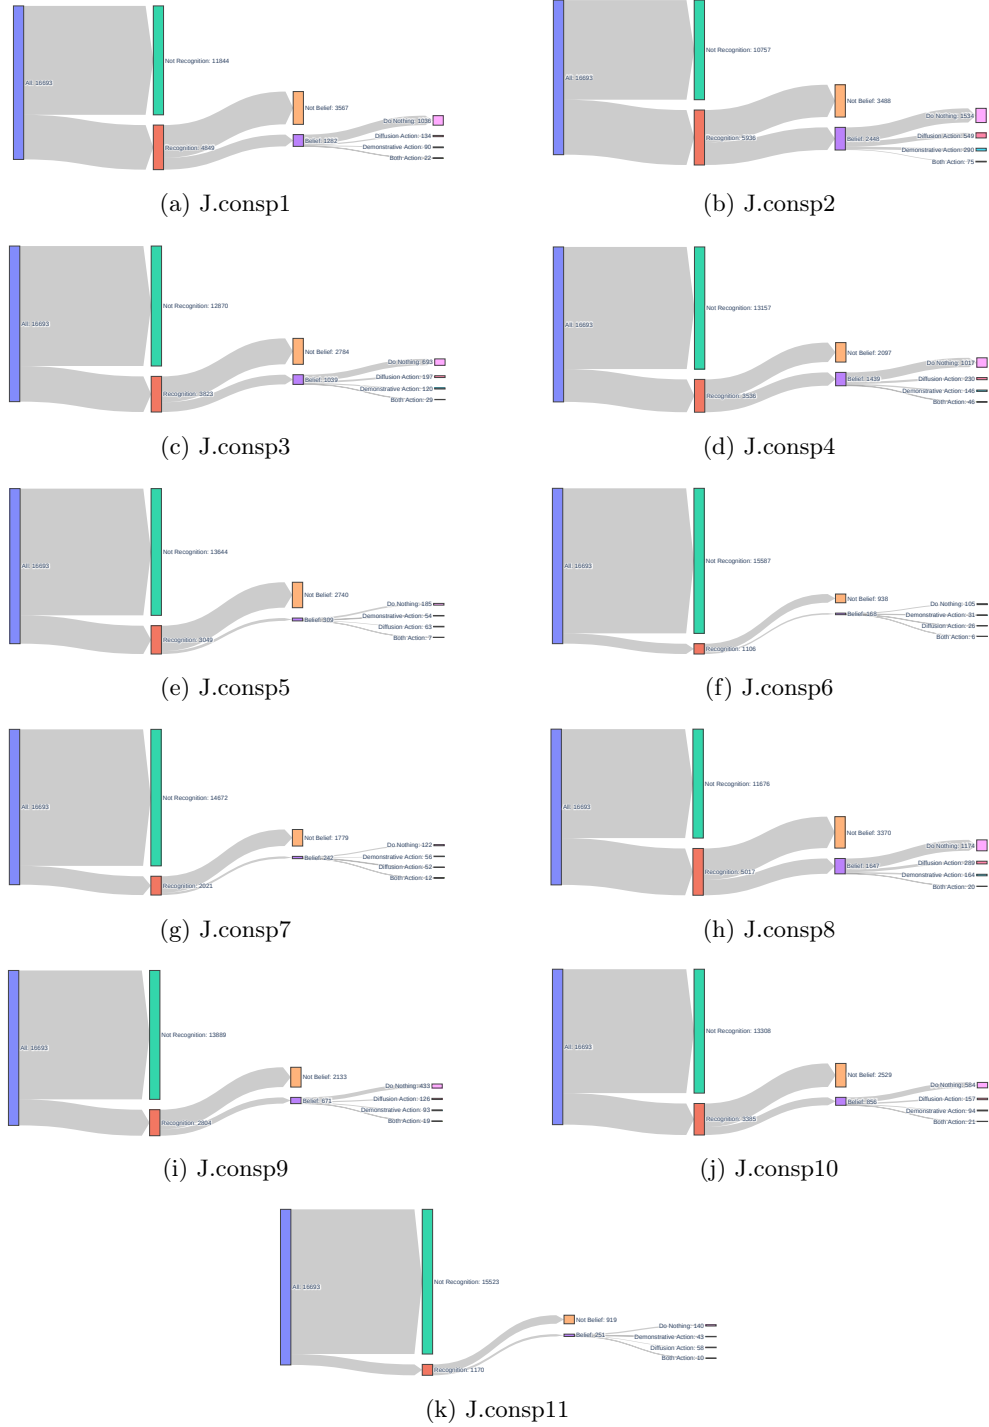 All: 16693
Not Recognition: 11844
Recognition: 4849
Not Belief: 3567
Belief: 1282
Do Nothing: 1036
Diffusion Action: 134
Demonstrative Action: 90
Both Action: 22
(a) J.consp1
All: 16693
Not Recognition: 10757
Recognition: 5936
Not Belief: 3488
Belief: 2448
Do Nothing: 1534
Diffusion Action: 549
Demonstrative Action: 290
Both Action: 75
(b) J.consp2
All: 16693
Not Recognition: 12870
Recognition: 3823
Not Belief: 2784
Belief: 1039
Do Nothing: 693
Diffusion Action: 197
Demonstrative Action: 120
Both Action: 29
(c) J.consp3
All: 16693
Not Recognition: 13157
Recognition: 3536
Not Belief: 2097
Belief: 1439
Do Nothing: 1017
Diffusion Action: 230
Demonstrative Action: 146
Both Action: 46
(d) J.consp4
All: 16693
Not Recognition: 13644
Recognition: 3049
Not Belief: 2740
Belief: 309
Do Nothing: 185
Demonstrative Action: 54
Diffusion Action: 63
Both Action: 7
(e) J.consp5
All: 16693
Not Recognition: 15587
Recognition: 1106
Not Belief: 938
Belief: 168
Do Nothing: 105
Demonstrative Action: 31
Diffusion Action: 26
Both Action: 6
(f) J.consp6
All: 16693
Not Recognition: 14672
Recognition: 2021
Not Belief: 1779
Belief: 242
Do Nothing: 122
Demonstrative Action: 56
Diffusion Action: 52
Both Action: 12
(g) J.consp7
All: 16693
Not Recognition: 11676
Recognition: 5017
Not Belief: 3370
Belief: 1647
Do Nothing: 1174
Diffusion Action: 289
Demonstrative Action: 164
Both Action: 20
(h) J.consp8
All: 16693
Not Recognition: 13889
Recognition: 2804
Not Belief: 2133
Belief: 671
Do Nothing: 433
Diffusion Action: 126
Demonstrative Action: 93
Both Action: 19
(i) J.consp9
All: 16693
Not Recognition: 13308
Recognition: 3385
Not Belief: 2529
Belief: 856
Do Nothing: 584
Diffusion Action: 157
Demonstrative Action: 94
Both Action: 21
(j) J.consp10
All: 16693
Not Recognition: 15523
Recognition: 1170
Not Belief: 919
Belief: 251
Do Nothing: 140
Demonstrative Action: 43
Diffusion Action: 58
Both Action: 10
(k) J.consp11